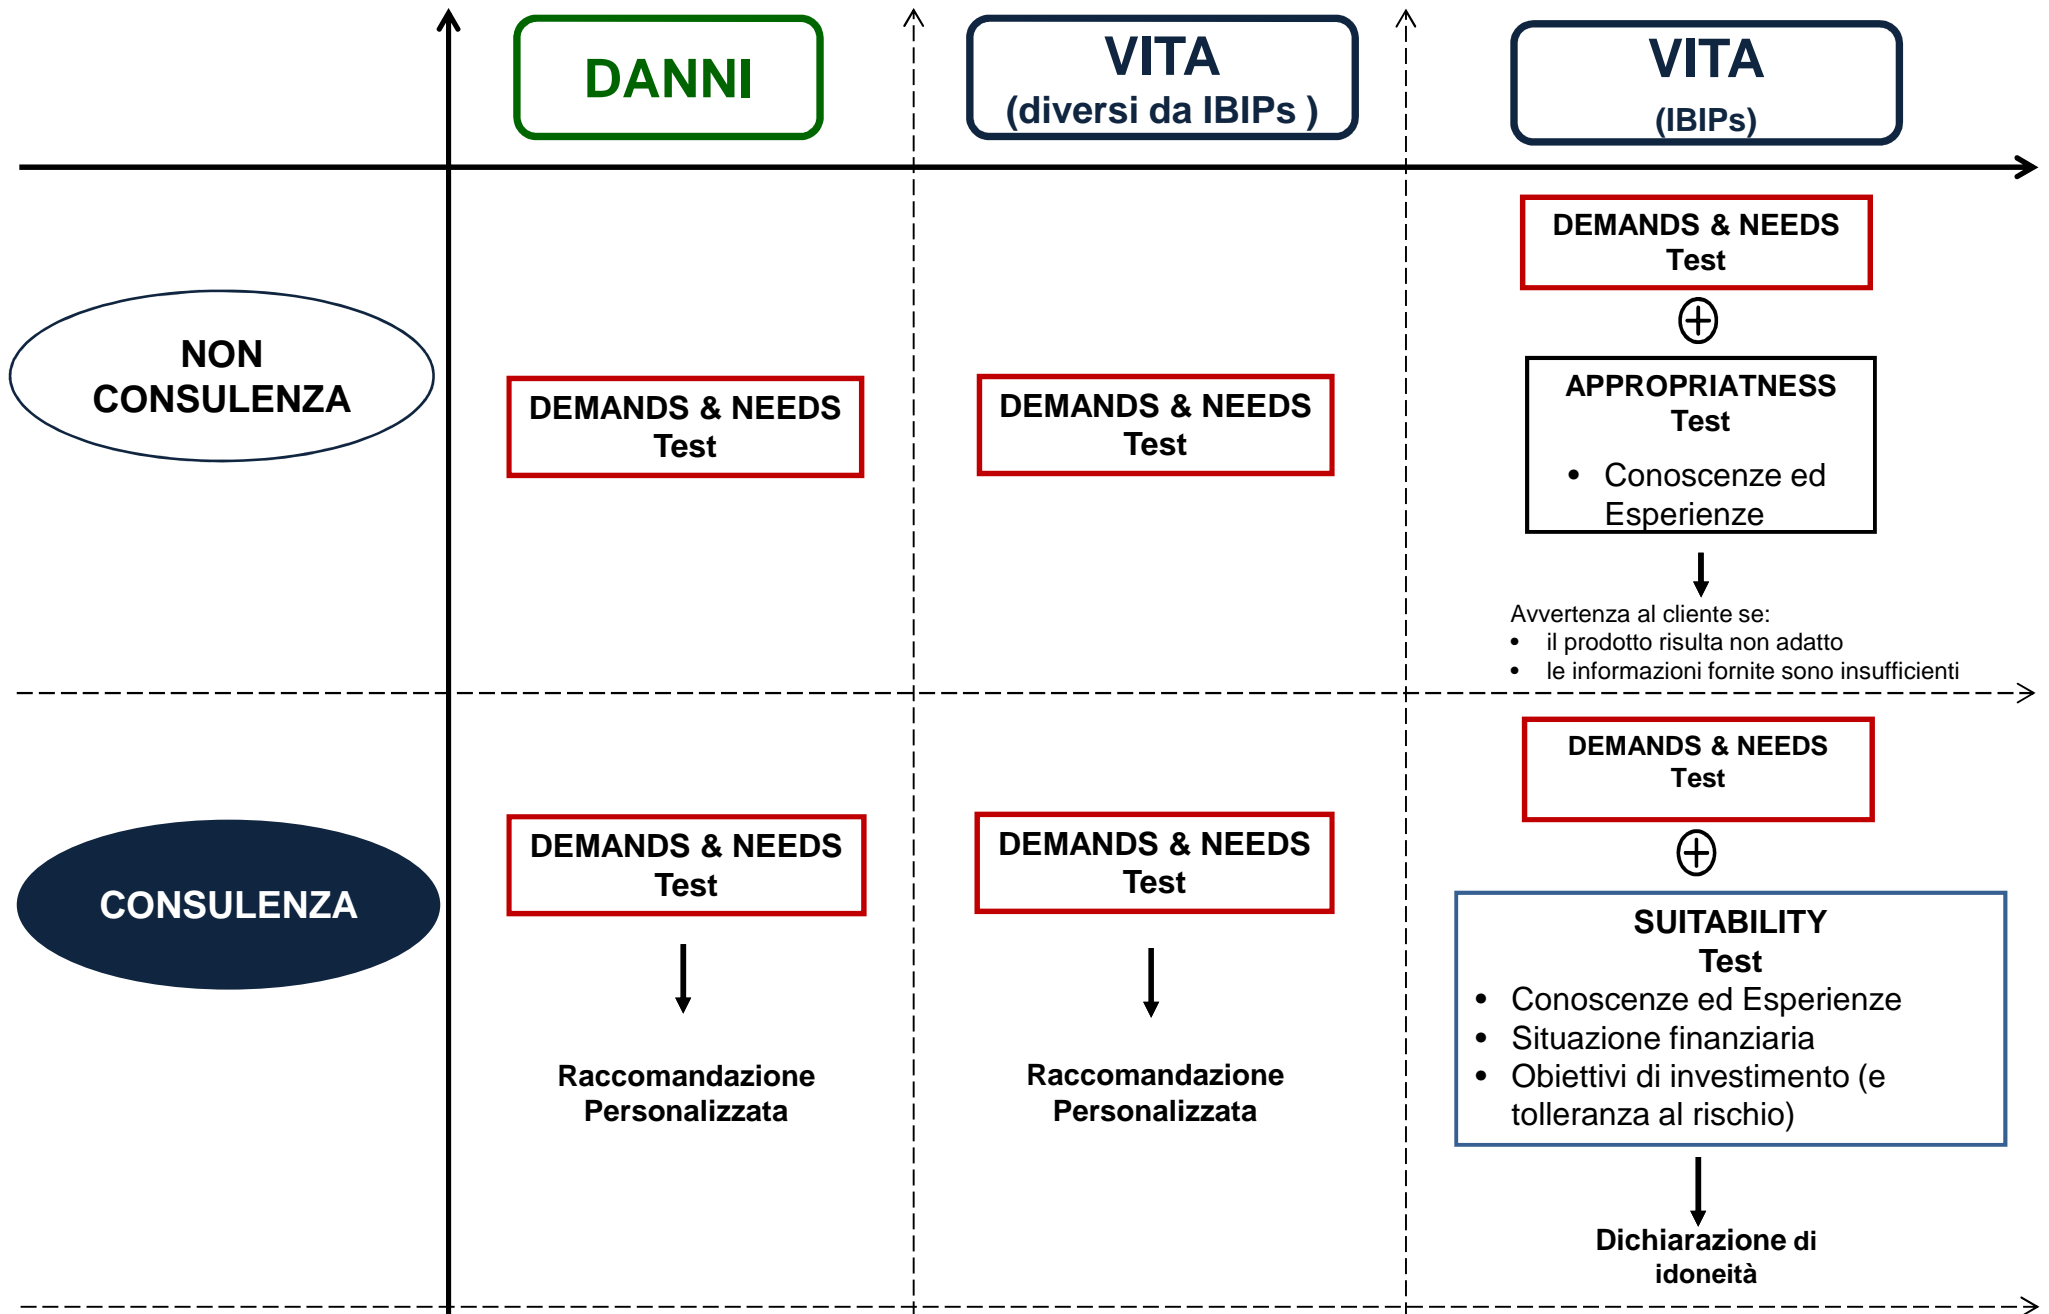 DANNI
VITA
(diversi da IBIPs )
VITA
(IBIPs)
NON
CONSULENZA
DEMANDS & NEEDS
Test
DEMANDS & NEEDS
Test
DEMANDS & NEEDS
Test
APPROPRIATNESS
Test
• Conoscenze ed
Esperienze
Avvertenza al cliente se:
• il prodotto risulta non adatto
• le informazioni fornite sono insufficienti
CONSULENZA
DEMANDS & NEEDS
Test
Raccomandazione
Personalizzata
DEMANDS & NEEDS
Test
Raccomandazione
Personalizzata
DEMANDS & NEEDS
Test
SUITABILITY
Test
• Conoscenze ed Esperienze
• Situazione finanziaria
• Obiettivi di investimento (e
tolleranza al rischio)
Dichiarazione di
idoneità